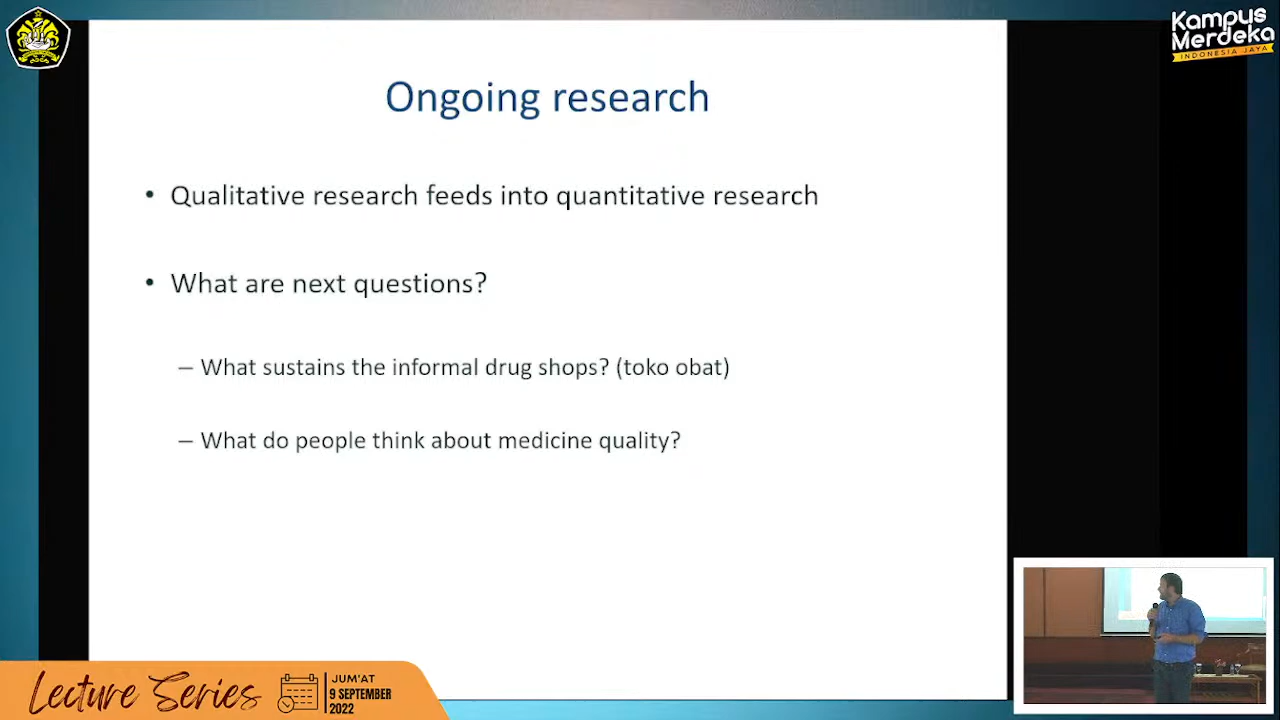 Kampus
Merdeka
INDONESIA JAYA
Ongoing research
• Qualitative research feeds into quantitative research
• What are next questions?
– What sustains the informal drug shops? (toko obat)
– What do people think about medicine quality?
Lecture Series
JUM'AT
9 SEPTEMBER
2022